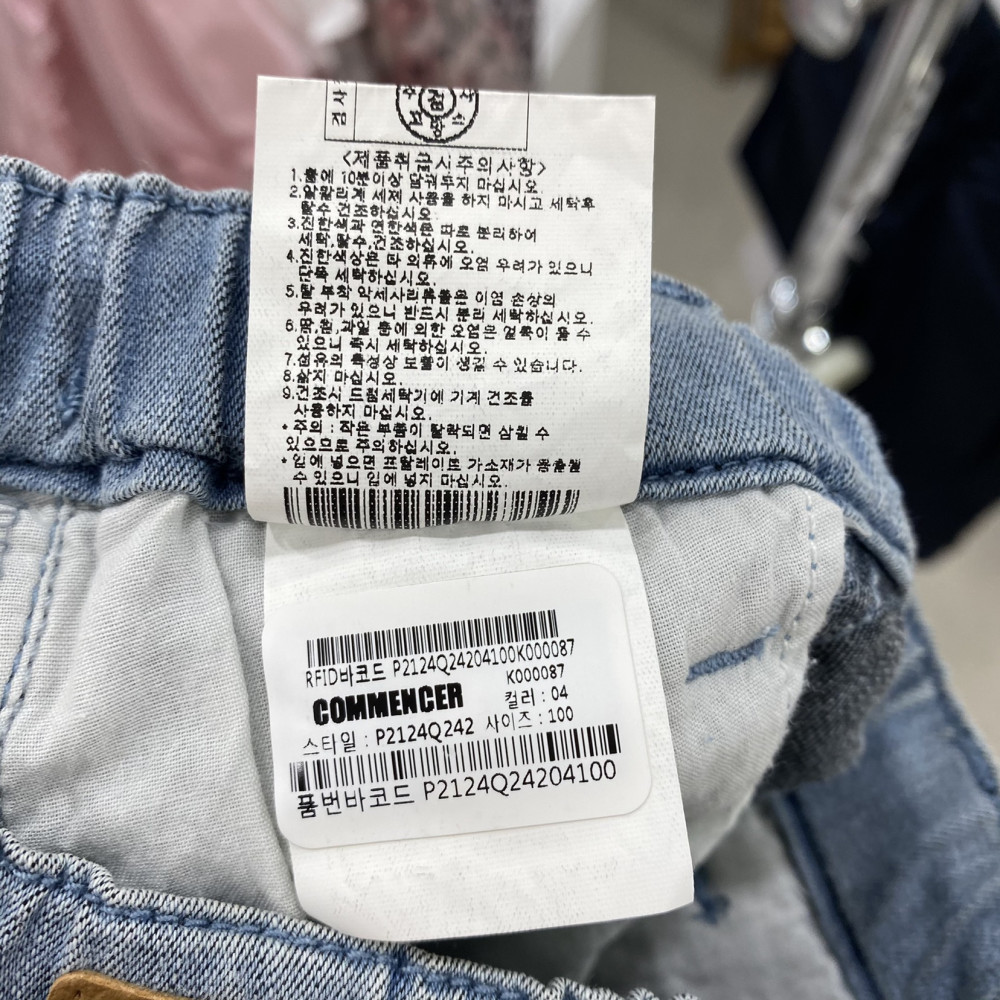 검사
<제품취급시주의사항>
1.물에 10분이상 담궈두지 마십시오
2.알칼리계 세제 사용을 하지 마시고 세탁후
탈수 건조하십시오
3.진한색과 연한색은 따로 분리하여
세탁,탈수,건조하십시오.
4.진한색상은 타 의류에 오염 우려가 있으니
단독 세탁하십시오.
5.탈 부착 악세사리류들은 이염 손상의
우려가 있으니 반드시 분리 세탁하십시오.
6.땀,철,과일 물에 의한 오염은 얼룩이 될 수
있으니 즉시 세탁하십시오.
7.섬유의 특성상 보풀이 생길 수 있습니다.
8.삶지 마십시오.
9.건조시 드럼세탁기에 기계 건조를
사용하지 마십시오.
*주의 : 작은 부품이 탈락되면 삼킬 수
있으므로 주의하십시오.
*입에 넣으면 프탈레이트 가소제가 용출될
수 있으니 입에 넣지 마십시오.
RFID바코드 P2124Q24204100K000087
K000087
COMMENCER 컬러 : 04
스타일 : P2124Q242 사이즈 : 100
품번바코드 P2124Q24204100